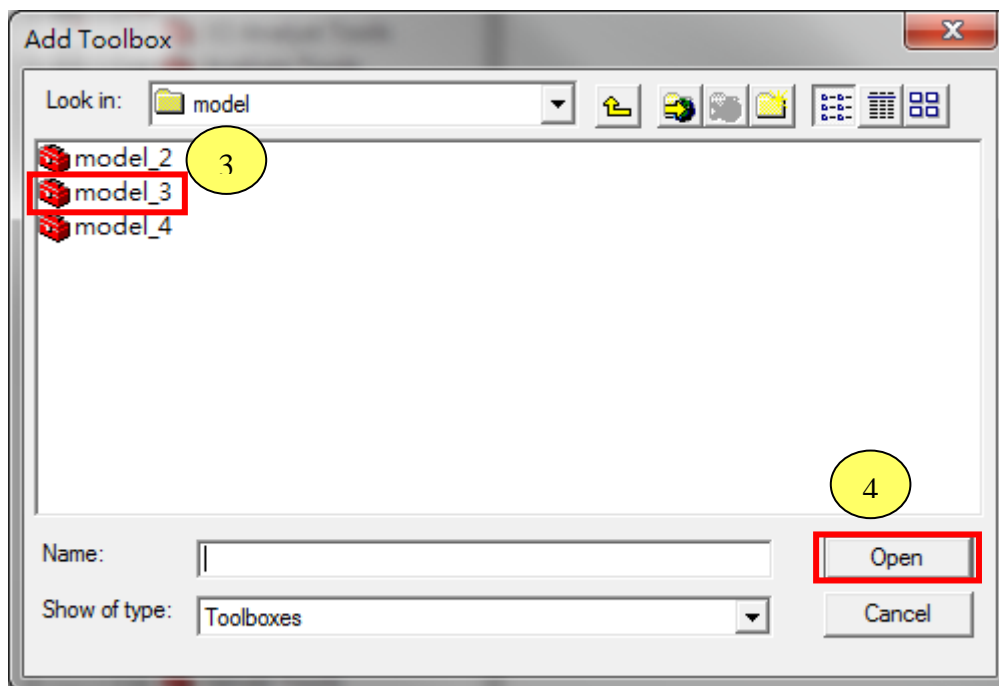 Add Toolbox
Look in: model
model_2
3
model_3
model_4
4
Name:
Open
Show of type: Toolboxes
Cancel